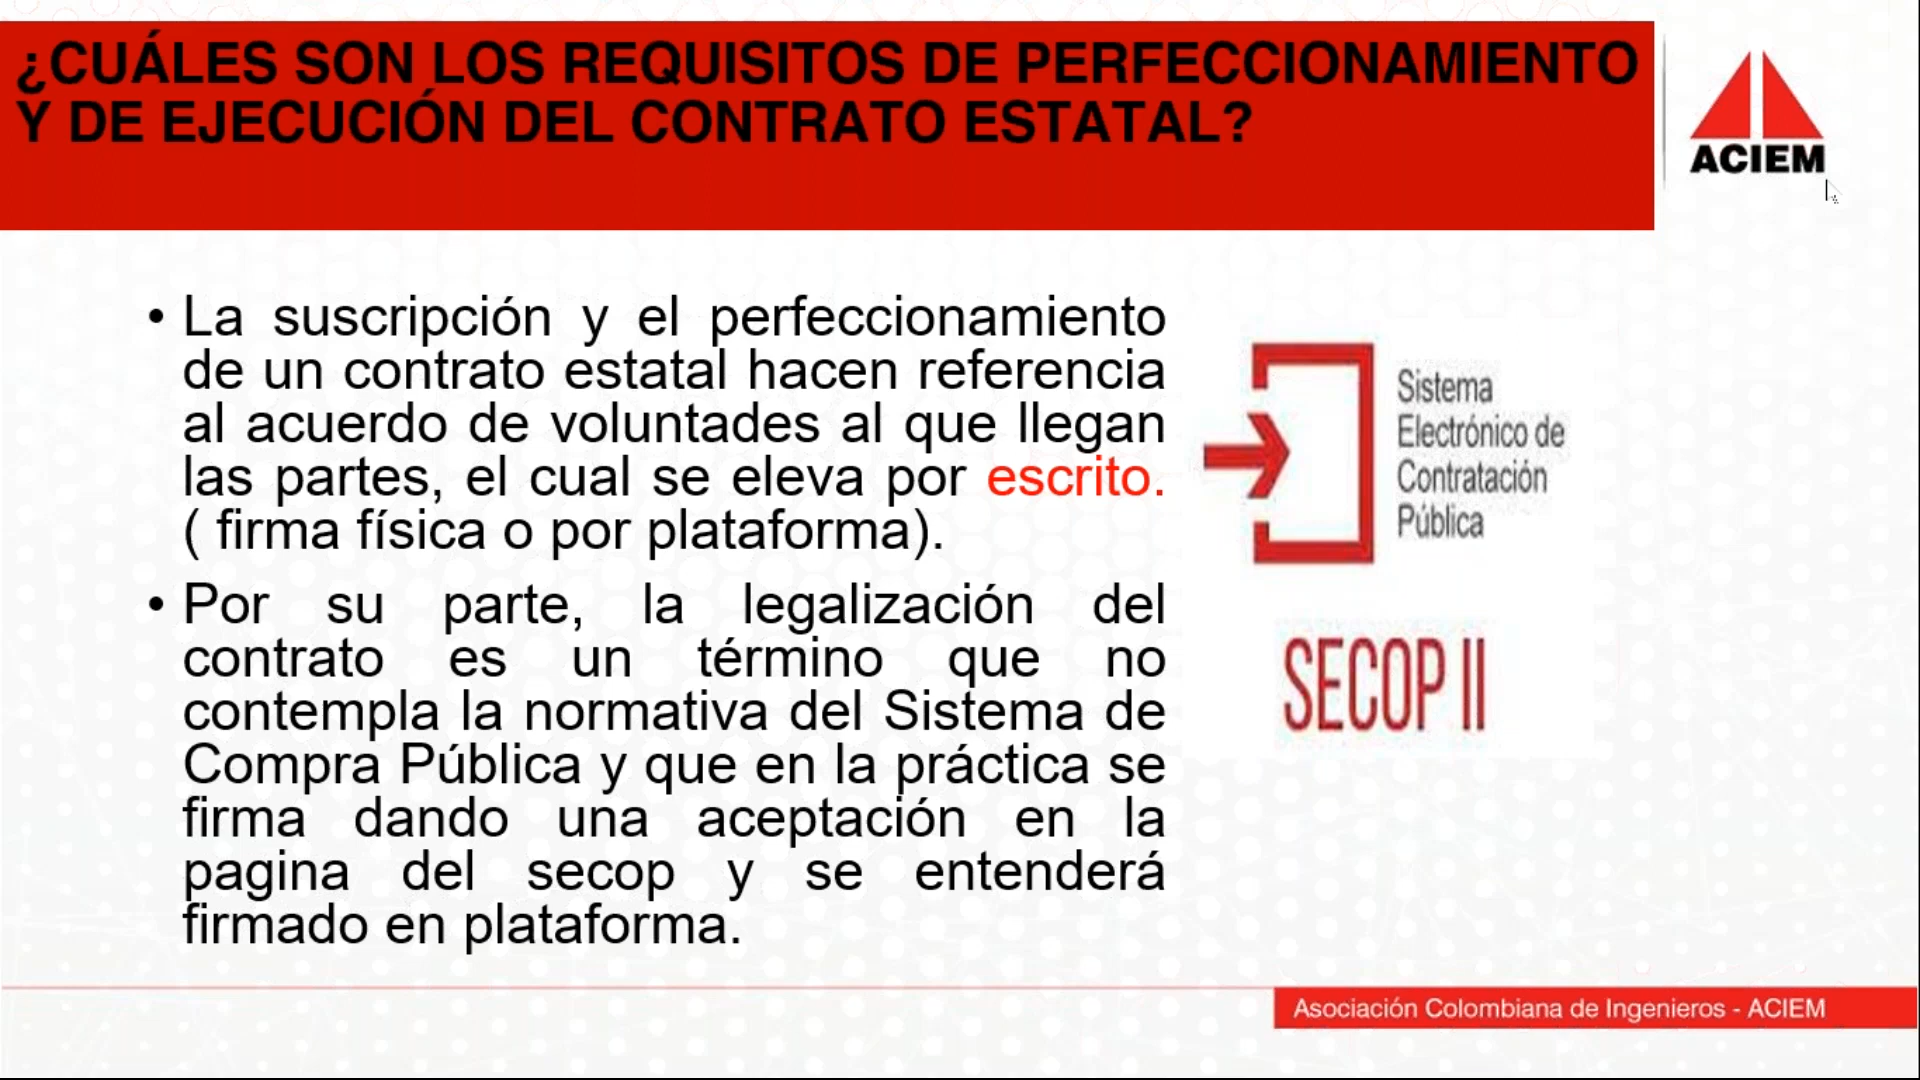 ¿CUÁLES SON LOS REQUISITOS DE PERFECCIONAMIENTO
Y DE EJECUCIÓN DEL CONTRATO ESTATAL?
ACIEM
• La suscripción y el perfeccionamiento
de un contrato estatal hacen referencia
al acuerdo de voluntades al que llegan
las partes, el cual se eleva por escrito.
( firma física o por plataforma).
• Por su parte, la legalización del
contrato es un término que no
contempla la normativa del Sistema de
Compra Pública y que en la práctica se
firma dando una aceptación en la
pagina del secop y se entenderá
firmado en plataforma.
Sistema
Electrónico de
Contratación
Pública
SECOP II
Asociación Colombiana de Ingenieros - ACIEM